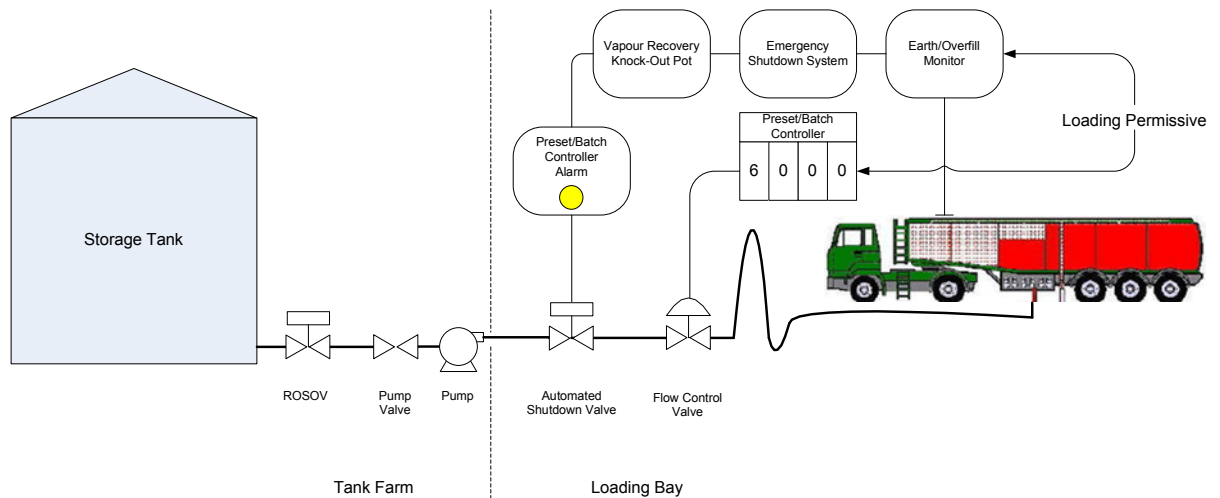 Vapour Recovery
Knock-Out Pot
Emergency
Shutdown System
Earth/Overfill
Monitor
Preset/Batch
Controller
6 0 0 0
Loading Permissive
Preset/Batch
Controller
Alarm
Storage Tank
ROSOV
Pump
Valve
Pump
Automated
Shutdown Valve
Flow Control
Valve
Tank Farm
Loading Bay